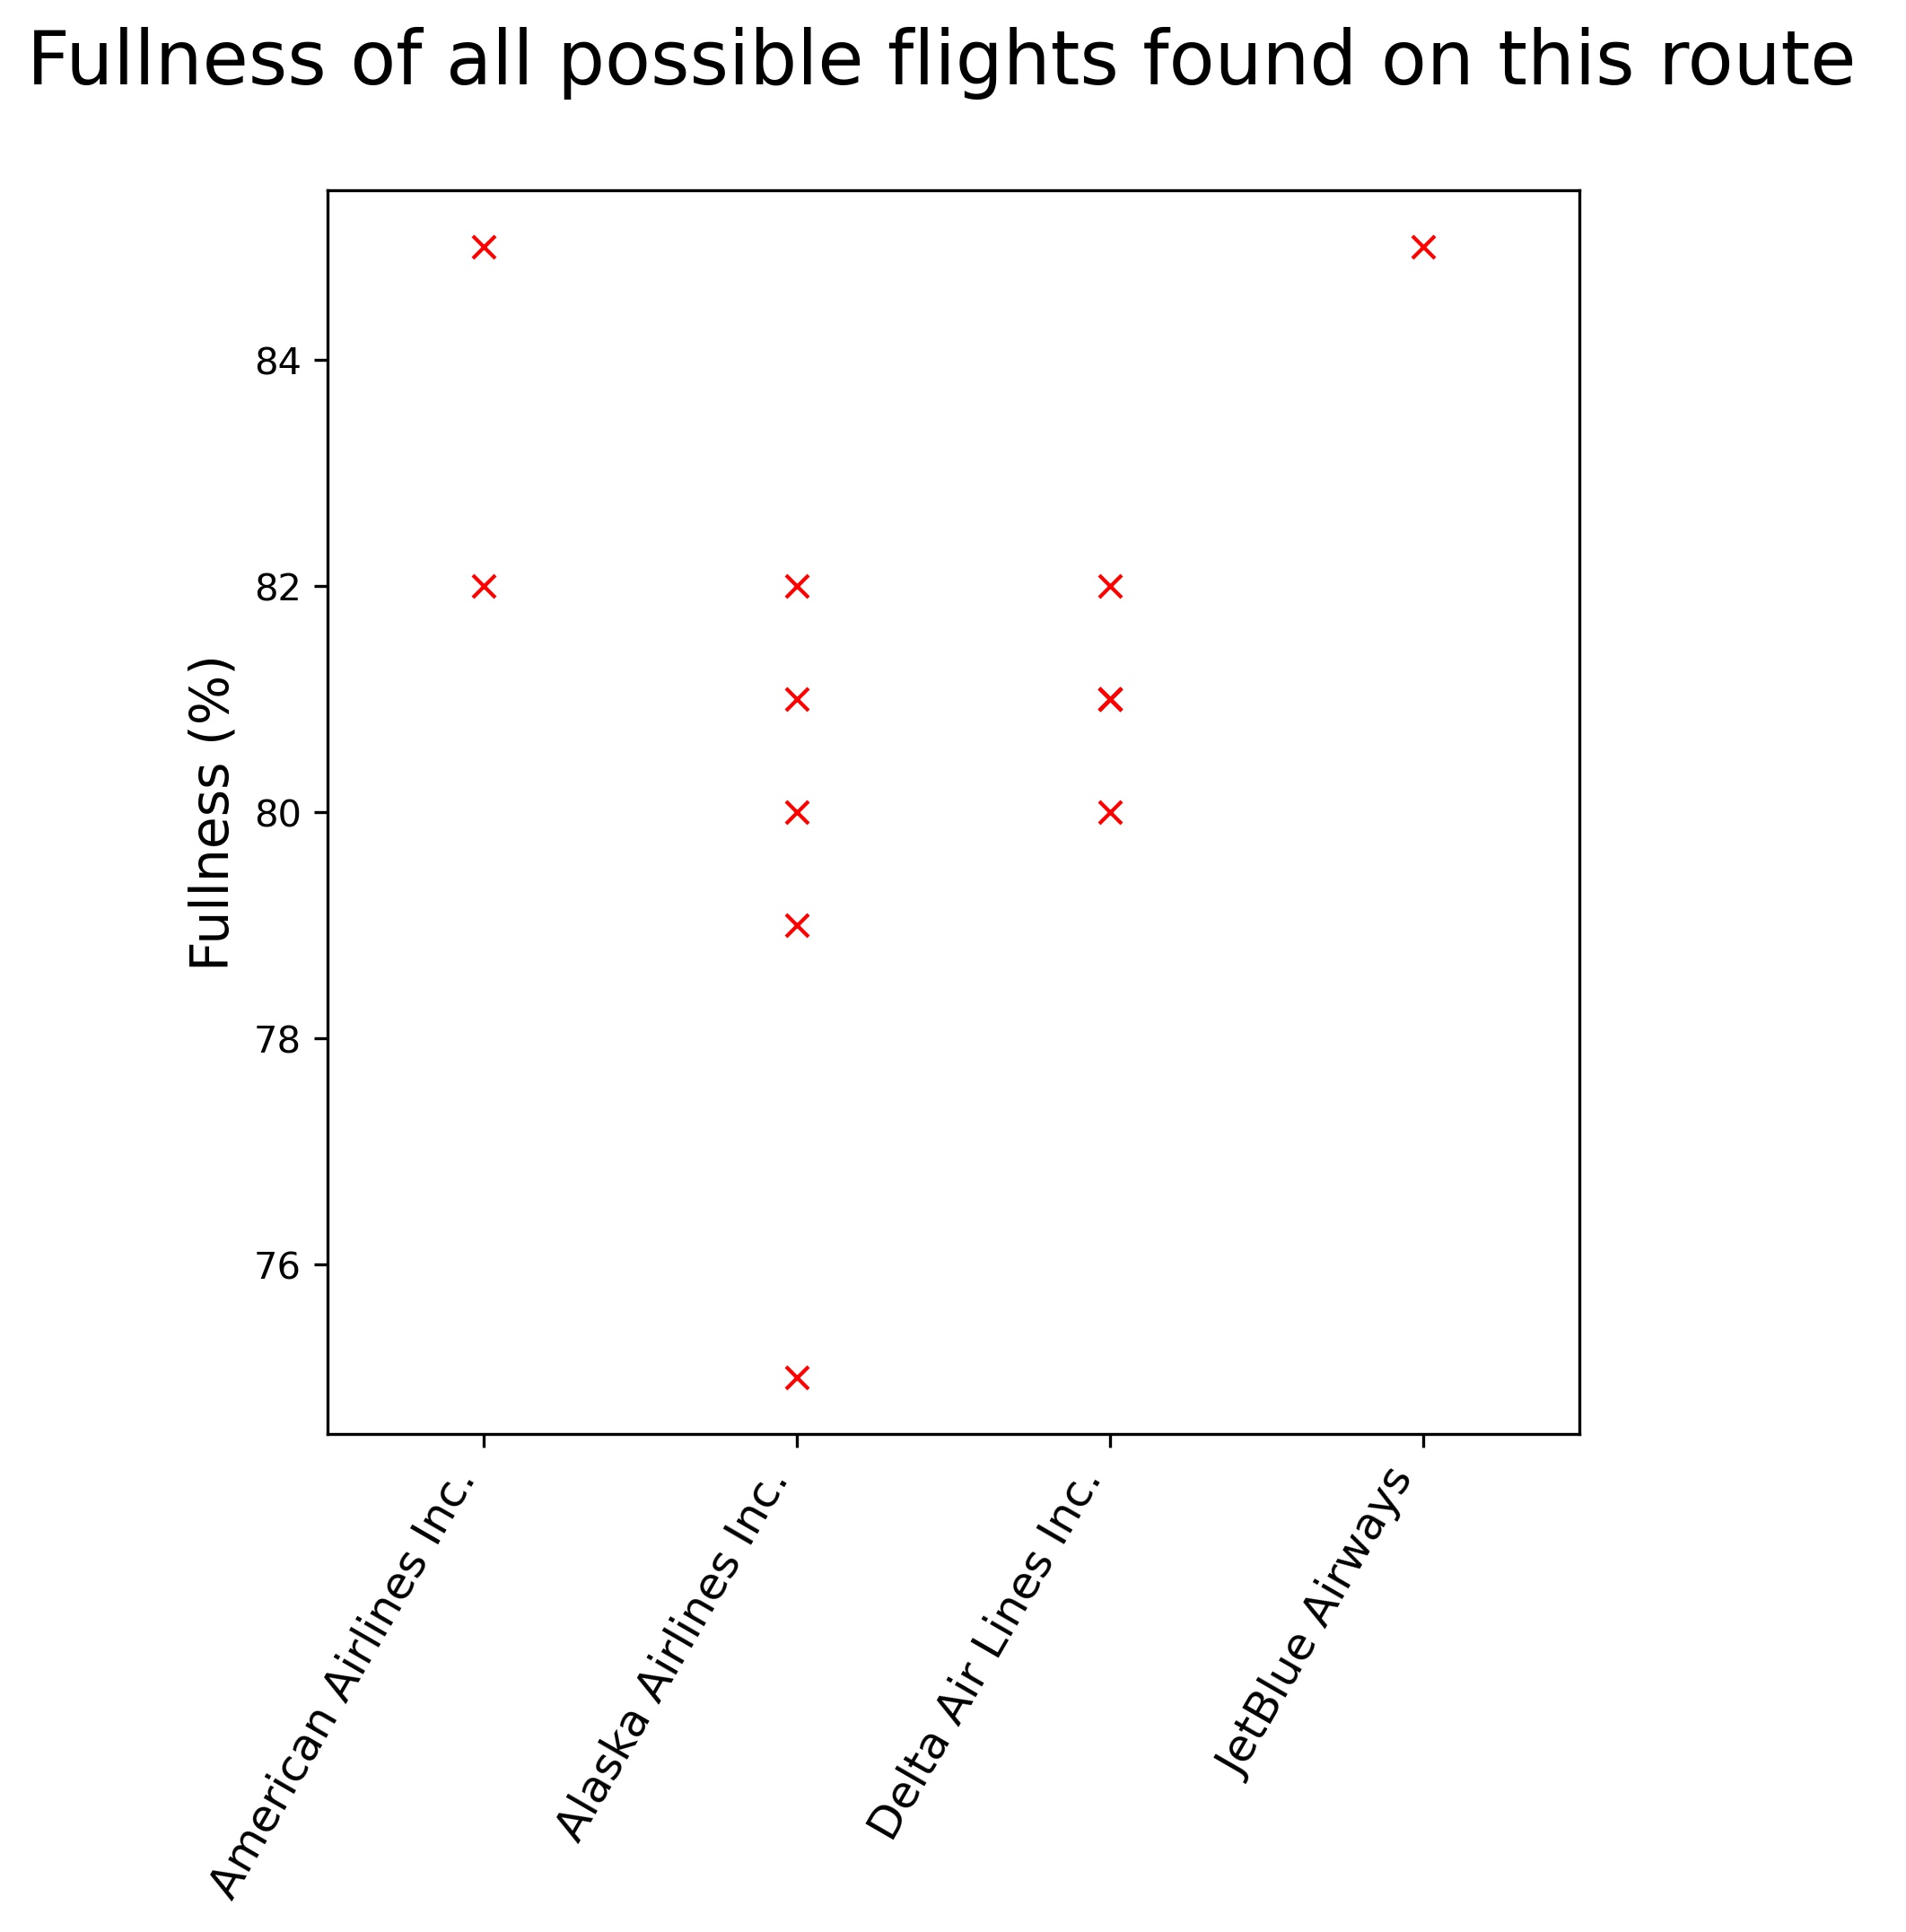 Fullness of all possible flights found on this route
84
82
80
78
76
Fullness (%)
American Airlines Inc.
Alaska Airlines Inc.
Delta Air Lines Inc.
JetBlue Airways